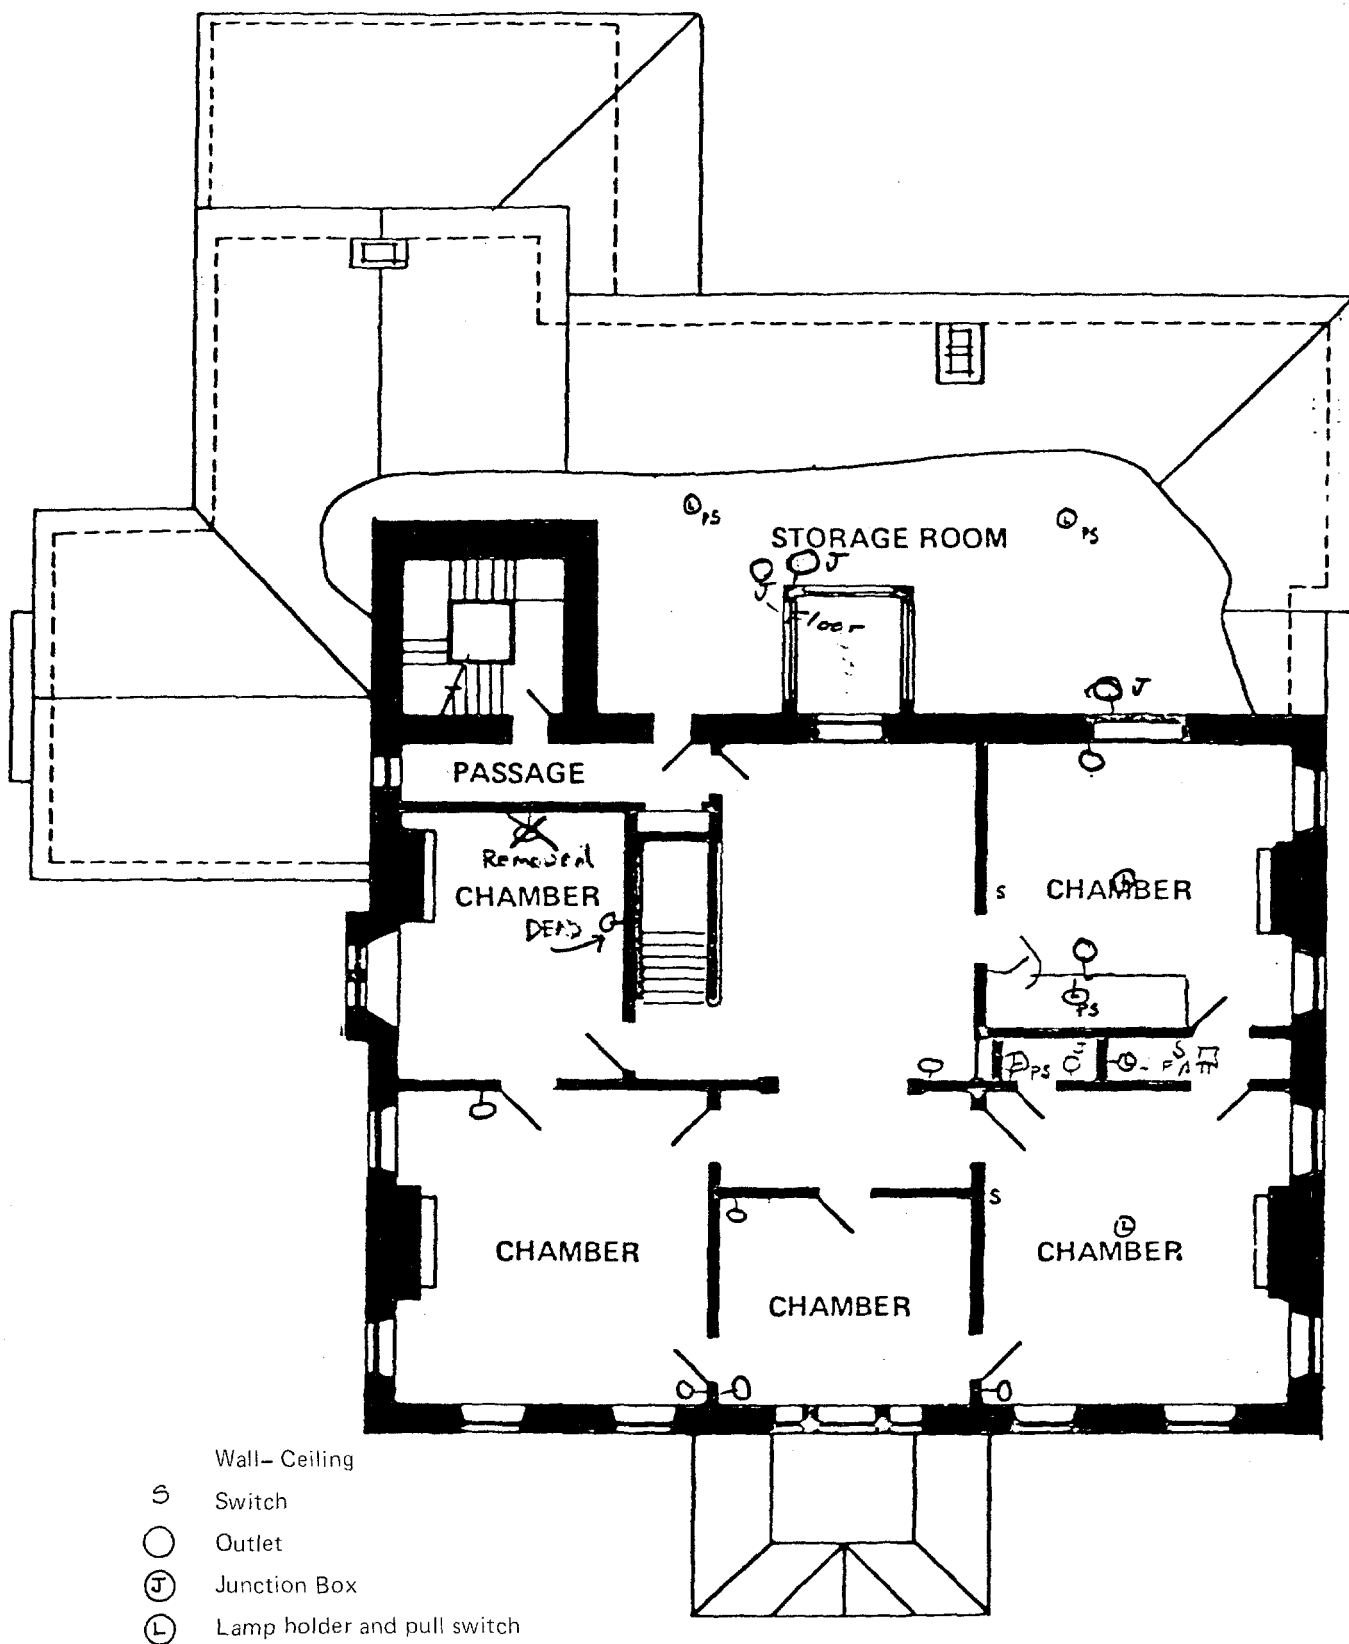 PS
PS
STORAGE ROOM
J
J
Floor
J
PASSAGE
Removed
CHAMBER
S
CHAMBER
L
DEAD
PS
PS
S
L
FAN
S
CHAMBER
L
CHAMBER
CHAMBER
Wall- Ceiling
S Switch
Outlet
J Junction Box
L Lamp holder and pull switch